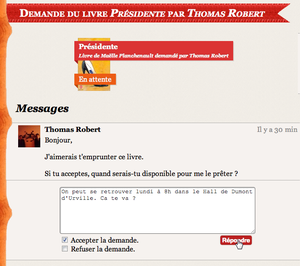 Demande du livre Présidente par Thomas Robert
Présidente
Livre de Maëlle Planchenault demandé par Thomas Robert
En attente
Messages
Thomas Robert Il y a 30 min
Bonjour,
J'aimerais t'emprunter ce livre.
Si tu acceptes, quand serais-tu disponible pour me le prêter ?
On peut se retrouver lundi à 8h dans le Hall de Dumont
d'Urville. Ca te va ?
Accepter la demande.
Répondre
Refuser la demande.